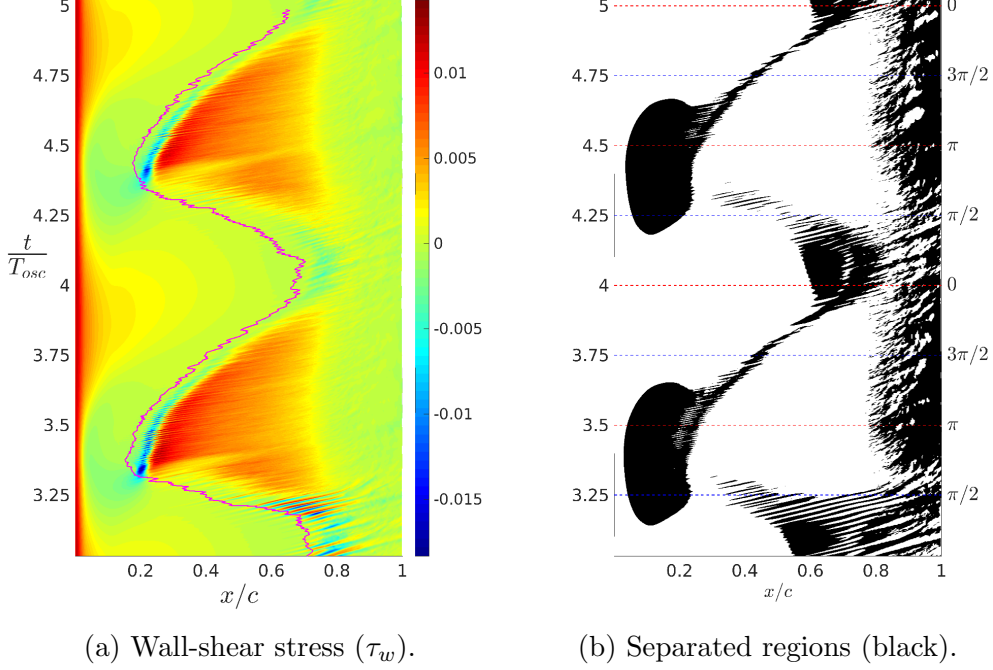 5
4.75
4.5
4.25
4
3.75
3.5
3.25
t
T_osc
0.2 0.4 0.6 0.8 1
x/c
0.01
0.005
0
-0.005
-0.01
-0.015
(a) Wall-shear stress (τ_w).
5
4.75
4.5
4.25
4
3.75
3.5
3.25
0
3π/2
π
π/2
0
3π/2
π
π/2
0.2 0.4 0.6 0.8 1
x/c
(b) Separated regions (black).